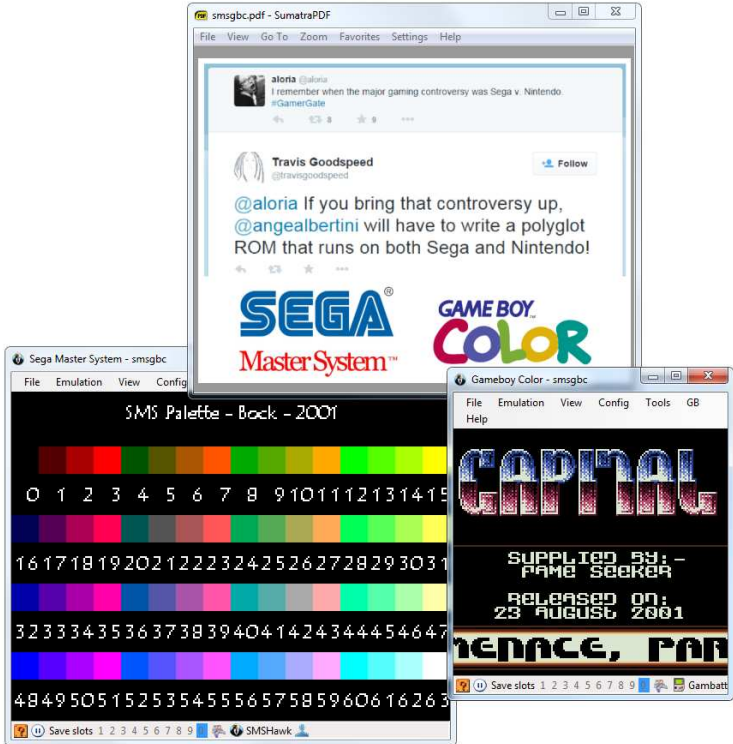 smsgbc.pdf - SumatraPDF
File View Go To Zoom Favorites Settings Help
aloria @aloria
I remember when the major gaming controversy was Sega v. Nintendo.
#GamerGate
8 9
Travis Goodspeed
@travisgoodspeed
Follow
@aloria If you bring that controversy up,
@angealbertini will have to write a polyglot
ROM that runs on both Sega and Nintendo!
SEGA®
Master System™
GAME BOY
COLOR
Sega Master System - smsgbc
File Emulation View Config
SMS Palette - Bock - 2001
0 1 2 3 4 5 6 7 8 9 10 11 12 13 14 15
16 17 18 19 20 21 22 23 24 25 26 27 28 29 30 31
32 33 34 35 36 37 38 39 40 41 42 43 44 45 46 47
48 49 50 51 52 53 54 55 56 57 58 59 60 61 62 63
Save slots 1 2 3 4 5 6 7 8 9 SMSHawk
Gameboy Color - smsgbc
File Emulation View Config Tools GB
Help
CAPITAL
SUPPLIED BY:-
FAME SEEKER
RELEASED ON:
23 AUGUST 2001
MENACE, PAR
Save slots 1 2 3 4 5 6 7 8 9 Gambatt